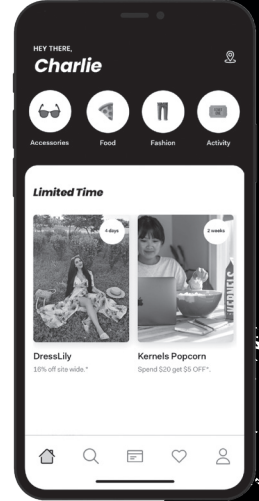 HEY THERE,
Charlie
Accessories Food Fashion Activity
Limited Time
4 days 2 weeks
KERNELS
DressLily Kernels Popcorn
16% off site wide.* Spend $20 get $5 OFF*.